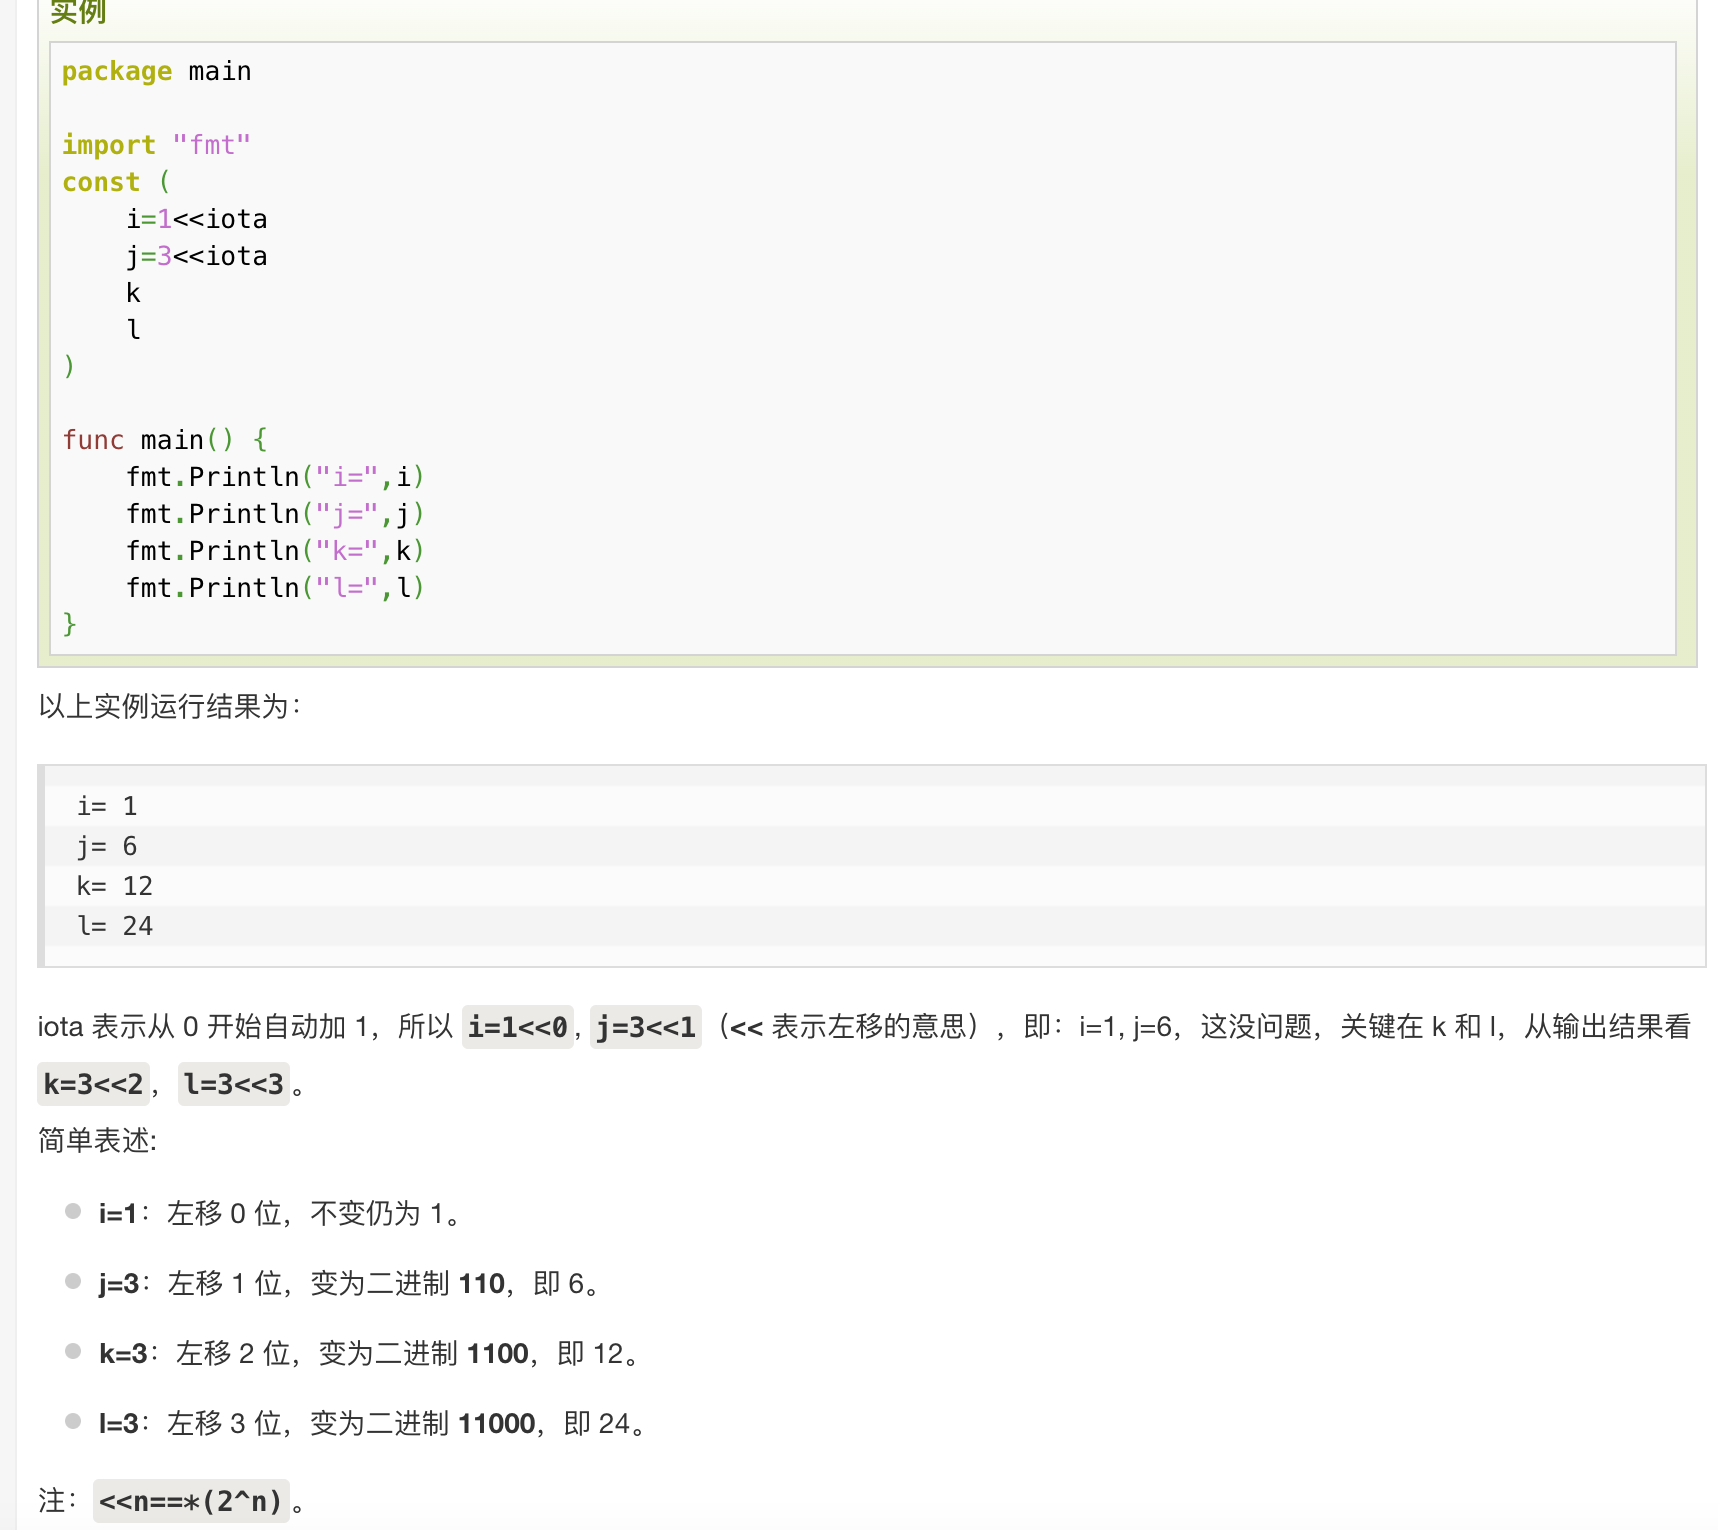 实例
package main
import "fmt"
const (
    i=1<<iota
    j=3<<iota
    k
    l
)
func main() {
    fmt.Println("i=",i)
    fmt.Println("j=",j)
    fmt.Println("k=",k)
    fmt.Println("l=",l)
}
以上实例运行结果为：
i= 1
j= 6
k= 12
l= 24
iota 表示从 0 开始自动加 1，所以 i=1<<0, j=3<<1（<< 表示左移的意思），即：i=1, j=6，这没问题，关键在 k 和 l，从输出结果看
k=3<<2，l=3<<3。
简单表述:
i=1：左移 0 位，不变仍为 1。
j=3：左移 1 位，变为二进制 110，即 6。
k=3：左移 2 位，变为二进制 1100，即 12。
l=3：左移 3 位，变为二进制 11000，即 24。
注：<<n==*(2^n)。